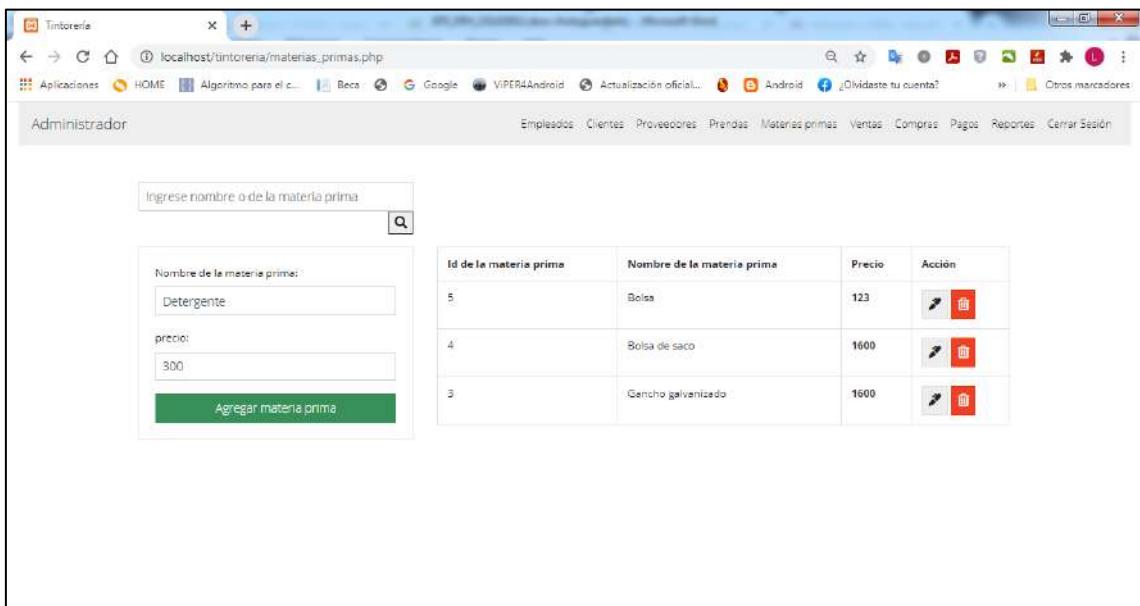 Tintorería
localhost/tintoreria/materias_primas.php
Aplicaciones HOME Algoritmo para el c... Beca Google ViPER4Android Actualización oficial... Android ¿Olvidaste tu cuenta? » Otros marcadores
Administrador Empleados Clientes Proveedores Prendas Materias primas Ventas Compras Pagos Reportes Cerrar Sesión
Ingrese nombre o de la materia prima
Id de la materia prima Nombre de la materia prima Precio Acción
Nombre de la materia prima:
Detergente
5 Bolsa 123
precio:
300
4 Bolsa de saco 1600
Agregar materia prima
3 Gancho galvanizado 1600